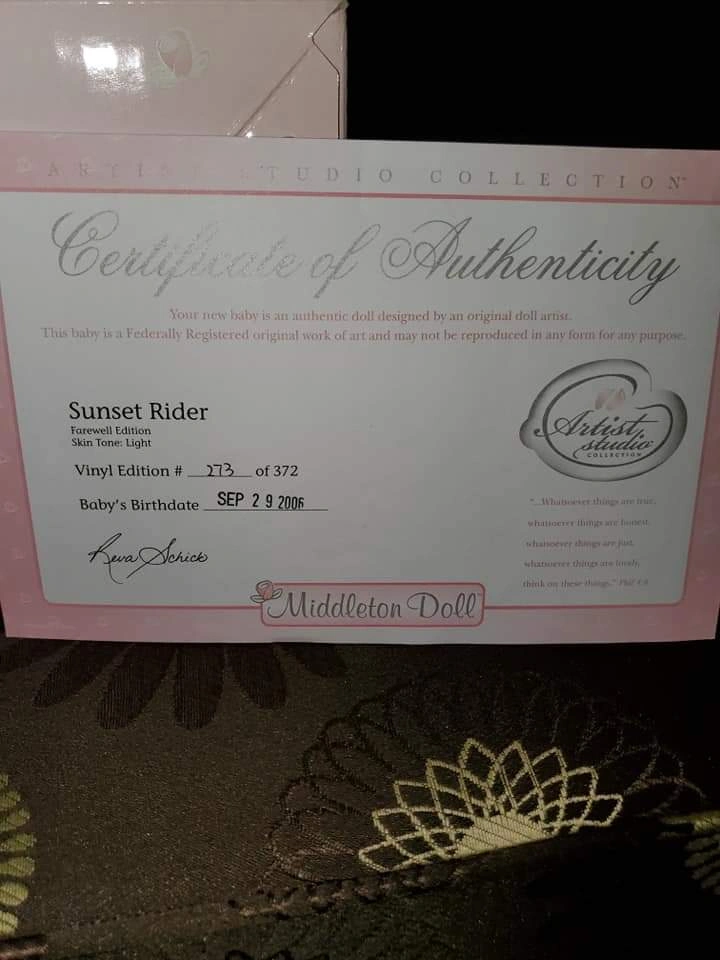 ARTIST STUDIO COLLECTION™
Certificate of Authenticity
Your new baby is an authentic doll designed by an original doll artist.
This baby is a Federally Registered original work of art and may not be reproduced in any form for any purpose.
Sunset Rider
Farewell Edition
Skin Tone: Light
Vinyl Edition # 273 of 372
Baby's Birthdate SEP 29 2006
Reva Schick
Artist
studio
COLLECTION
"...Whatsoever things are true,
whatsoever things are honest,
whatsoever things are just,
whatsoever things are lovely,
think on these things." Phil 4:8
Middleton Doll